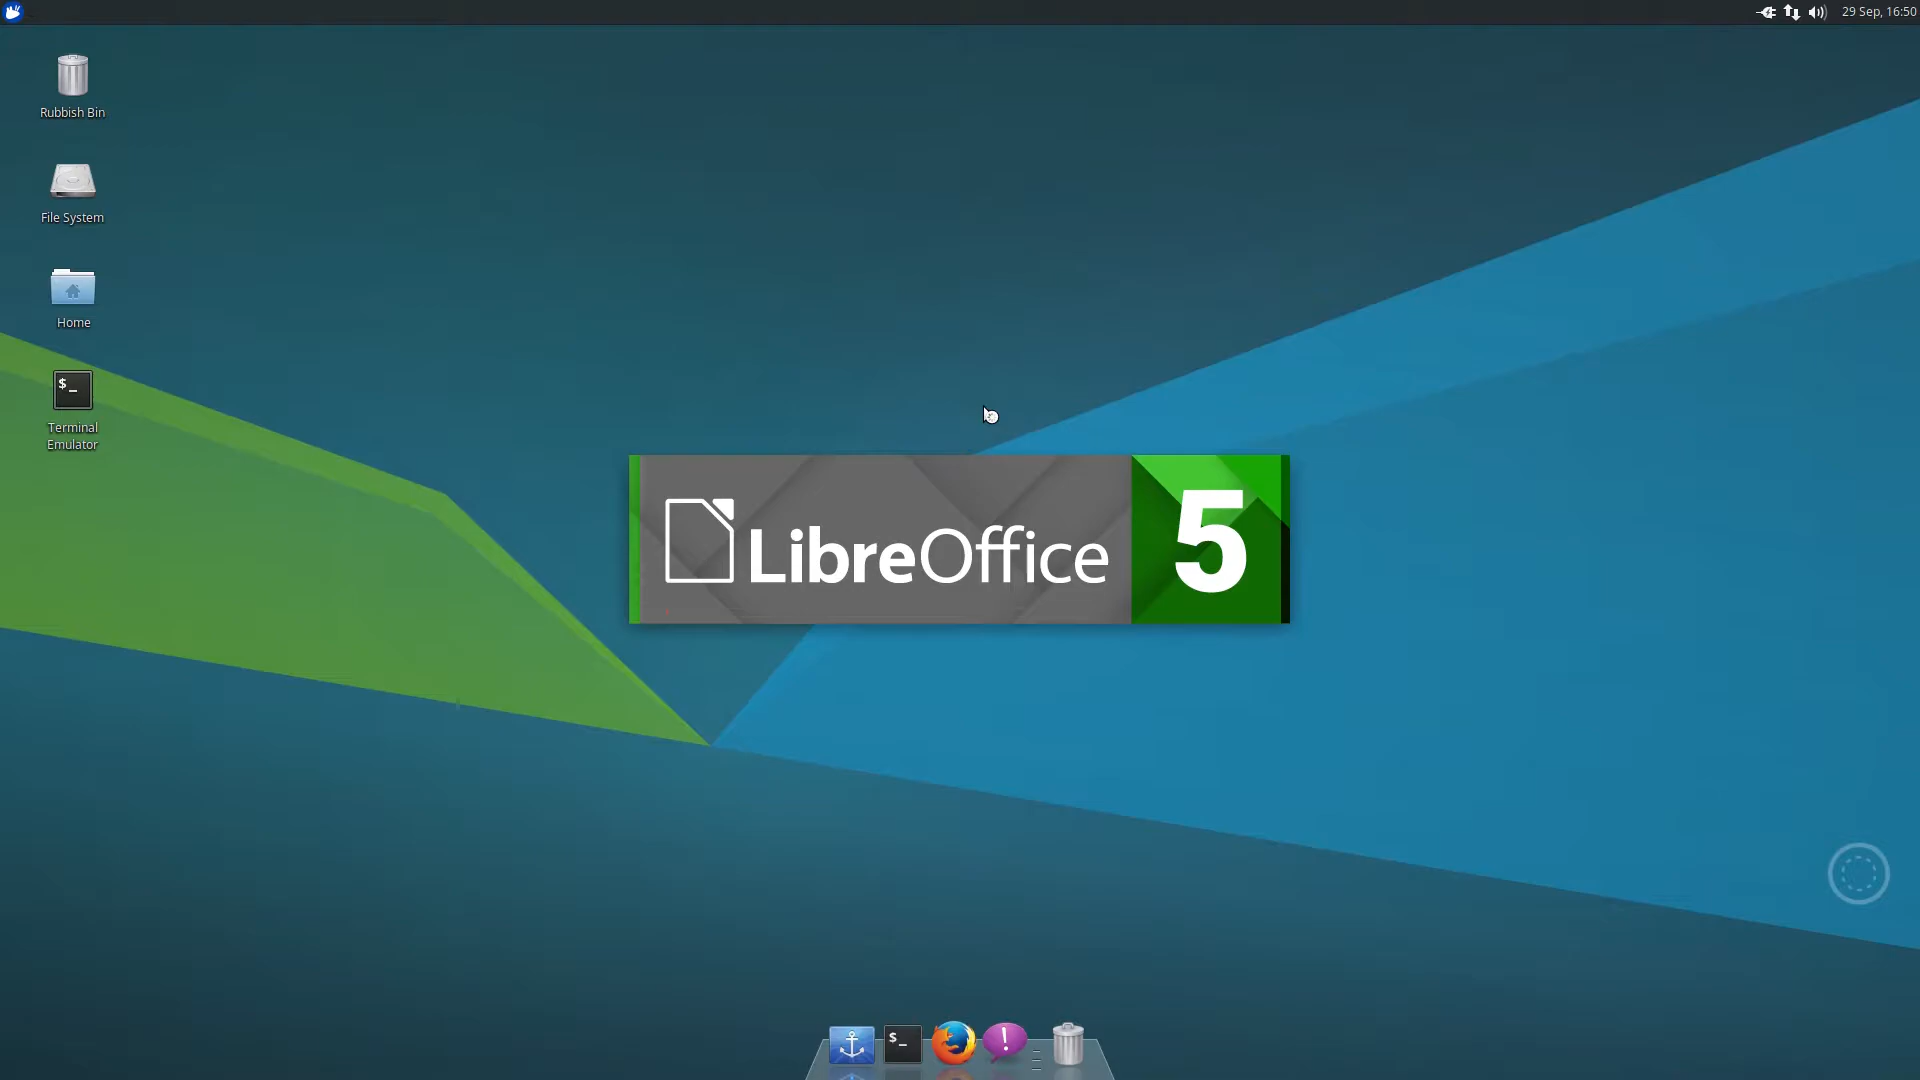 29 Sep, 16:50
Rubbish Bin
File System
Home
$_
Terminal
Emulator
LibreOffice 5
$_
!